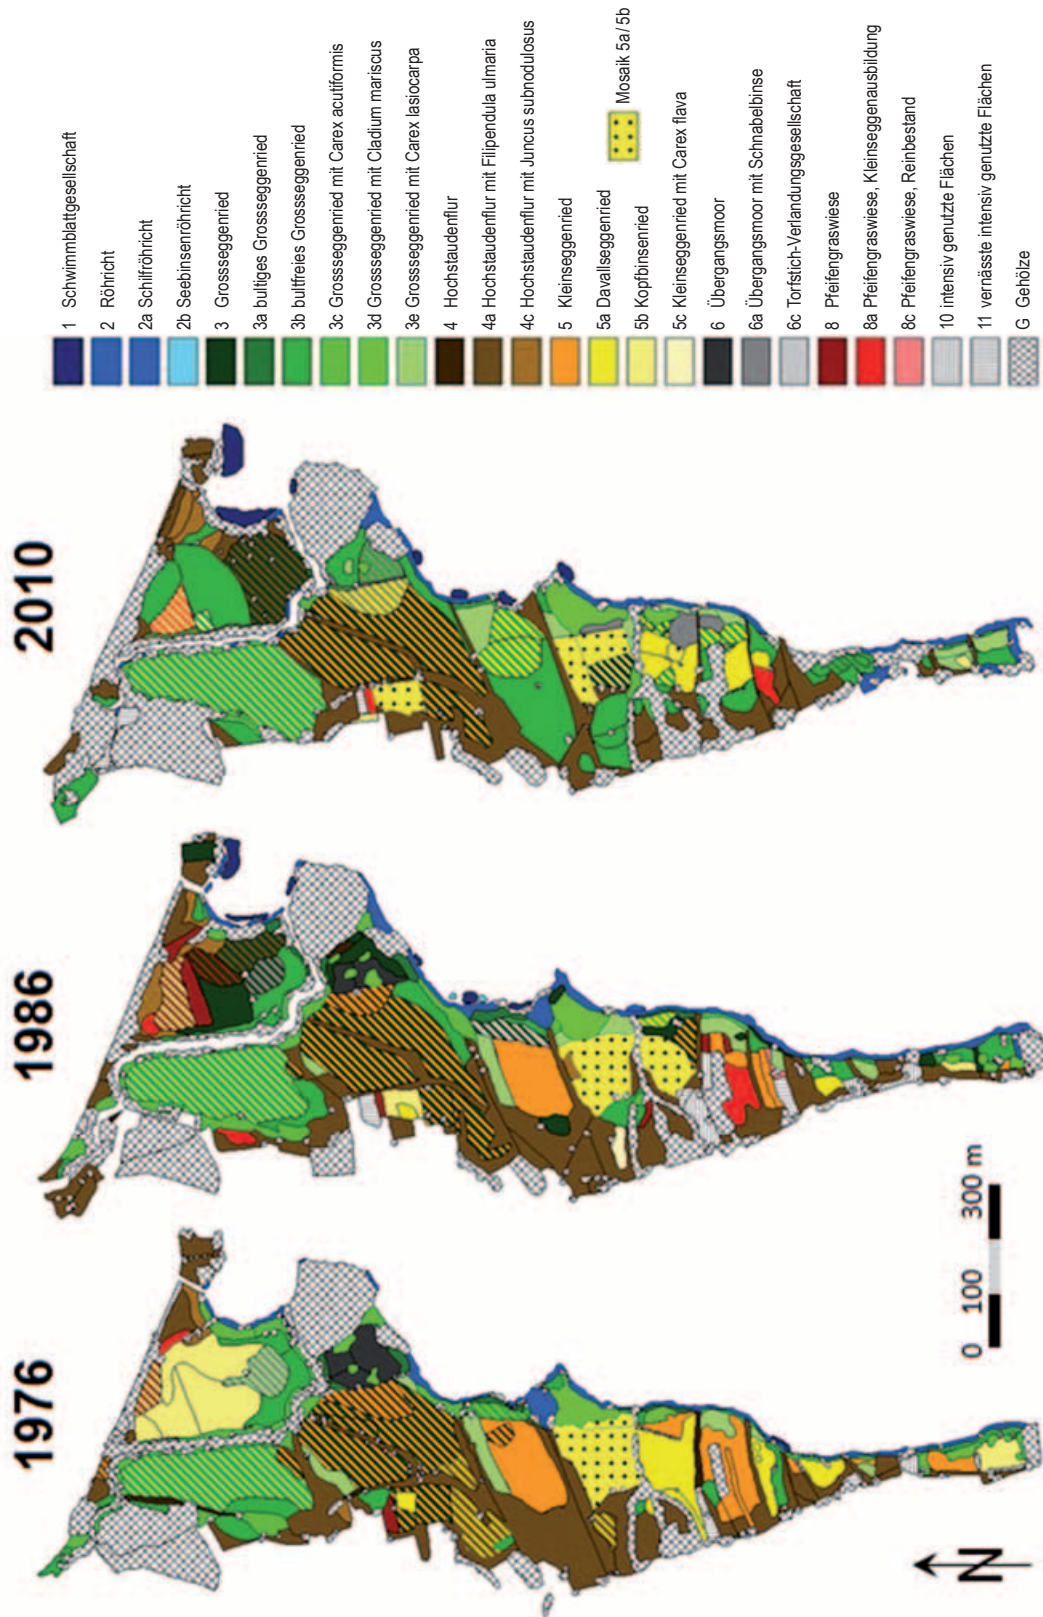 1976
1986
2010
1 Schwimmblattgesellschaft
2 Röhricht
2a Schilfröhricht
2b Seebinsenröhricht
3 Grossseggenried
3a bultiges Grossseggenried
3b bultfreies Grossseggenried
3c Grossseggenried mit Carex acutiformis
3d Grossseggenried mit Cladium mariscus
3e Grossseggenried mit Carex lasiocarpa
4 Hochstaudenflur
4a Hochstaudenflur mit Filipendula ulmaria
4c Hochstaudenflur mit Juncus subnodulosus
5 Kleinseggenried
5a Davallseggenried
5b Kopfbinsenried
Mosaik 5a/5b
5c Kleinseggenried mit Carex flava
6 Übergangsmoor
6a Übergangsmoor mit Schnabelbinse
6c Torfstich-Verlandungsgesellschaft
8 Pfeifengraswiese
8a Pfeifengraswiese, Kleinseggenausbildung
8c Pfeifengraswiese, Reinbestand
10 intensiv genutzte Flächen
11 vernässte intensiv genutzte Flächen
G Gehölze
N
0 100 300 m